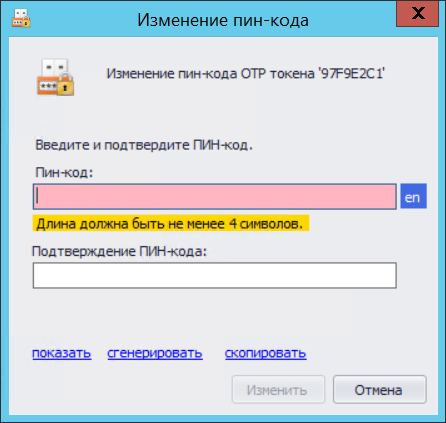 Изменение пин-кода
X
Изменение пин-кода OTP токена '97F9E2C1'
Введите и подтвердите ПИН-код.
Пин-код:
en
Длина должна быть не менее 4 символов.
Подтверждение ПИН-кода:
показать сгенерировать скопировать
Изменить Отмена